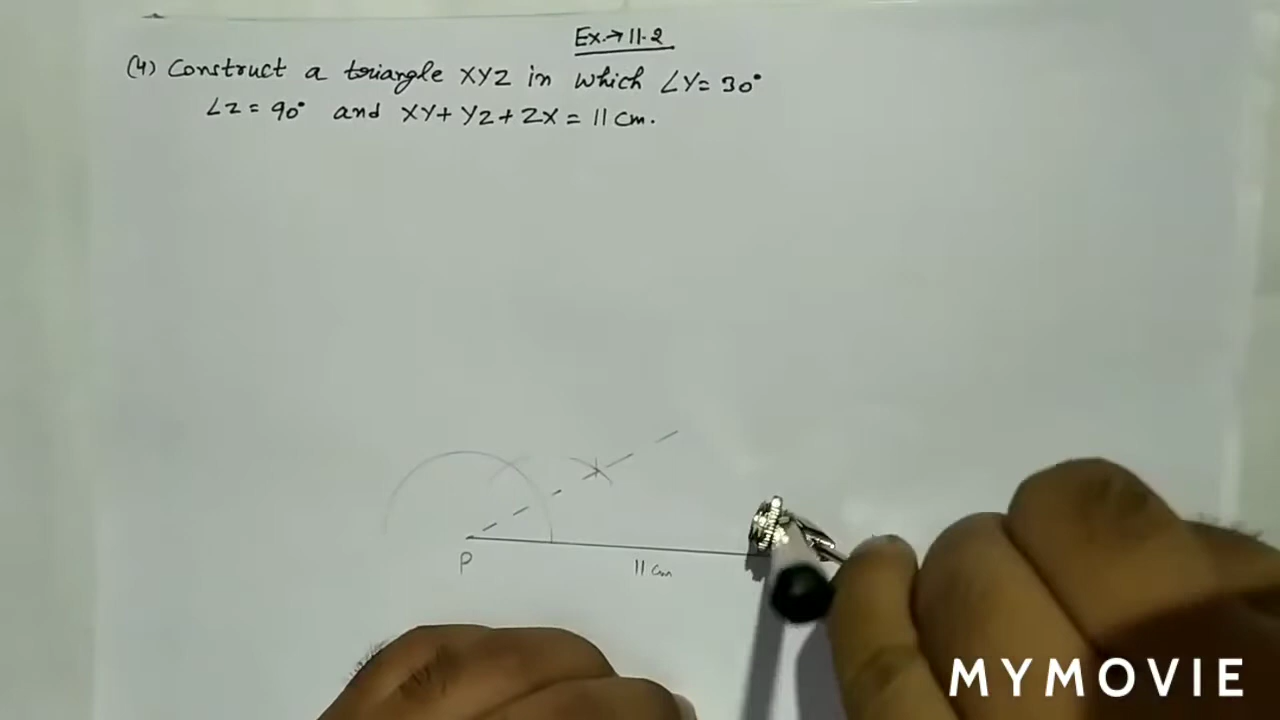 Ex.→11.2
(4) Construct a triangle XYZ in which ∠Y= 30°
∠Z = 90° and XY+ YZ + ZX = 11 cm.
P
11 cm
MYMOVIE